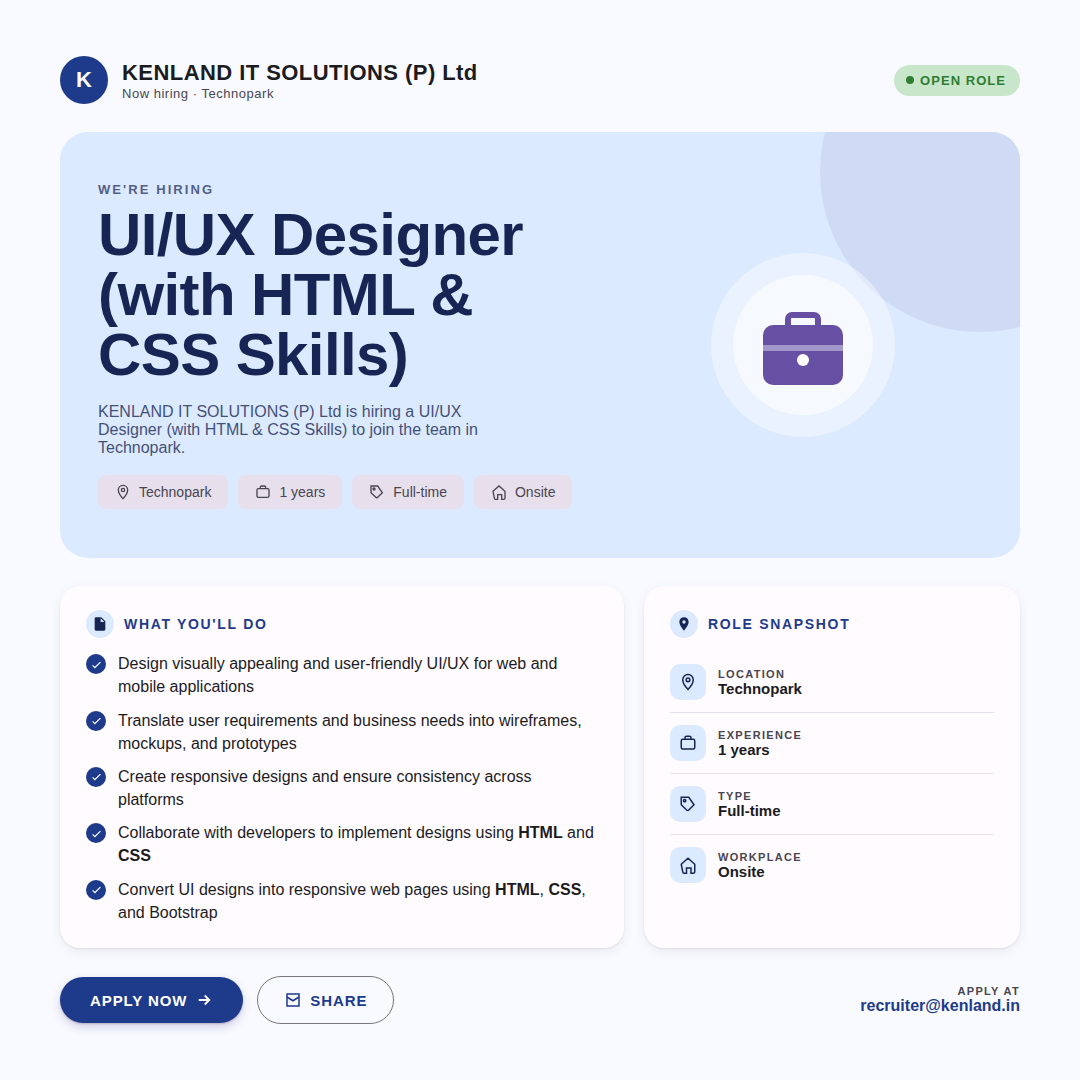 K
KENLAND IT SOLUTIONS (P) Ltd
Now hiring · Technopark
OPEN ROLE
WE'RE HIRING
UI/UX Designer
(with HTML &
CSS Skills)
KENLAND IT SOLUTIONS (P) Ltd is hiring a UI/UX
Designer (with HTML & CSS Skills) to join the team in
Technopark.
Technopark
1 years
Full-time
Onsite
WHAT YOU'LL DO
Design visually appealing and user-friendly UI/UX for web and
mobile applications
Translate user requirements and business needs into wireframes,
mockups, and prototypes
Create responsive designs and ensure consistency across
platforms
Collaborate with developers to implement designs using HTML and
CSS
Convert UI designs into responsive web pages using HTML, CSS,
and Bootstrap
ROLE SNAPSHOT
LOCATION
Technopark
EXPERIENCE
1 years
TYPE
Full-time
WORKPLACE
Onsite
APPLY NOW
SHARE
APPLY AT
recruiter@kenland.in